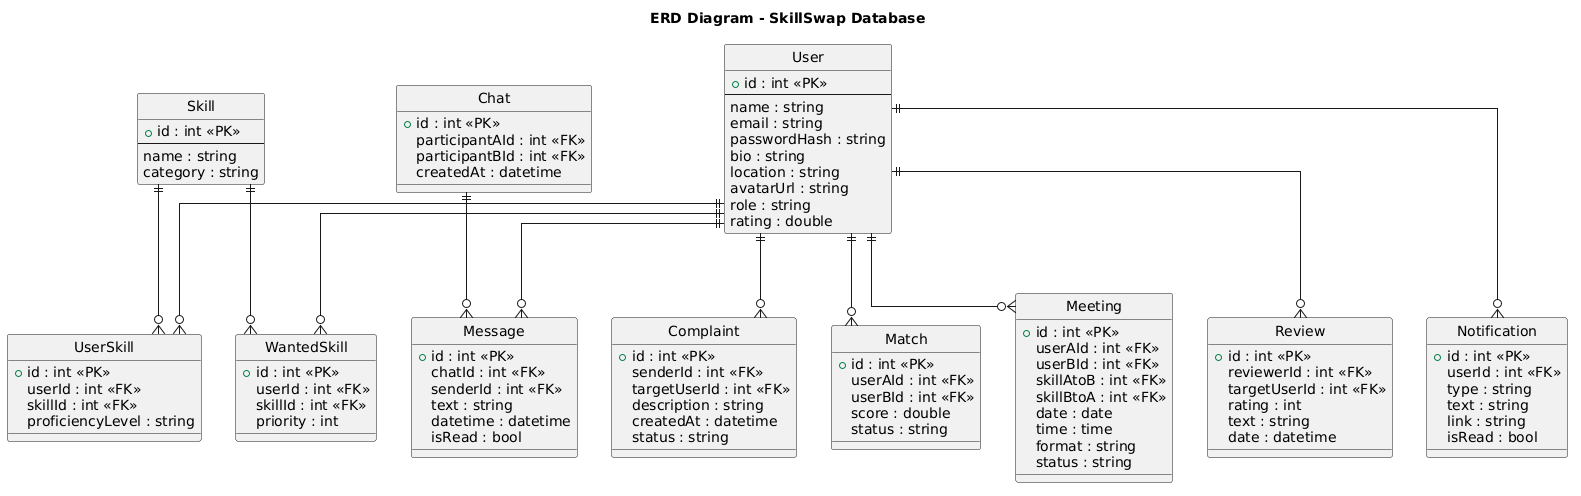 ERD Diagram - SkillSwap Database
User
id : int «PK»
name : string
email : string
passwordHash : string
bio : string
location : string
avatarUrl : string
role : string
rating : double
Skill
id : int «PK»
name : string
category : string
Chat
id : int «PK»
participantAId : int «FK»
participantBId : int «FK»
createdAt : datetime
UserSkill
id : int «PK»
userId : int «FK»
skillId : int «FK»
proficiencyLevel : string
WantedSkill
id : int «PK»
userId : int «FK»
skillId : int «FK»
priority : int
Message
id : int «PK»
chatId : int «FK»
senderId : int «FK»
text : string
datetime : datetime
isRead : bool
Complaint
id : int «PK»
senderId : int «FK»
targetUserId : int «FK»
description : string
createdAt : datetime
status : string
Match
id : int «PK»
userAId : int «FK»
userBId : int «FK»
score : double
status : string
Meeting
id : int «PK»
userAId : int «FK»
userBId : int «FK»
skillAtoB : int «FK»
skillBtoA : int «FK»
date : date
time : time
format : string
status : string
Review
id : int «PK»
reviewerId : int «FK»
targetUserId : int «FK»
rating : int
text : string
date : datetime
Notification
id : int «PK»
userId : int «FK»
type : string
text : string
link : string
isRead : bool